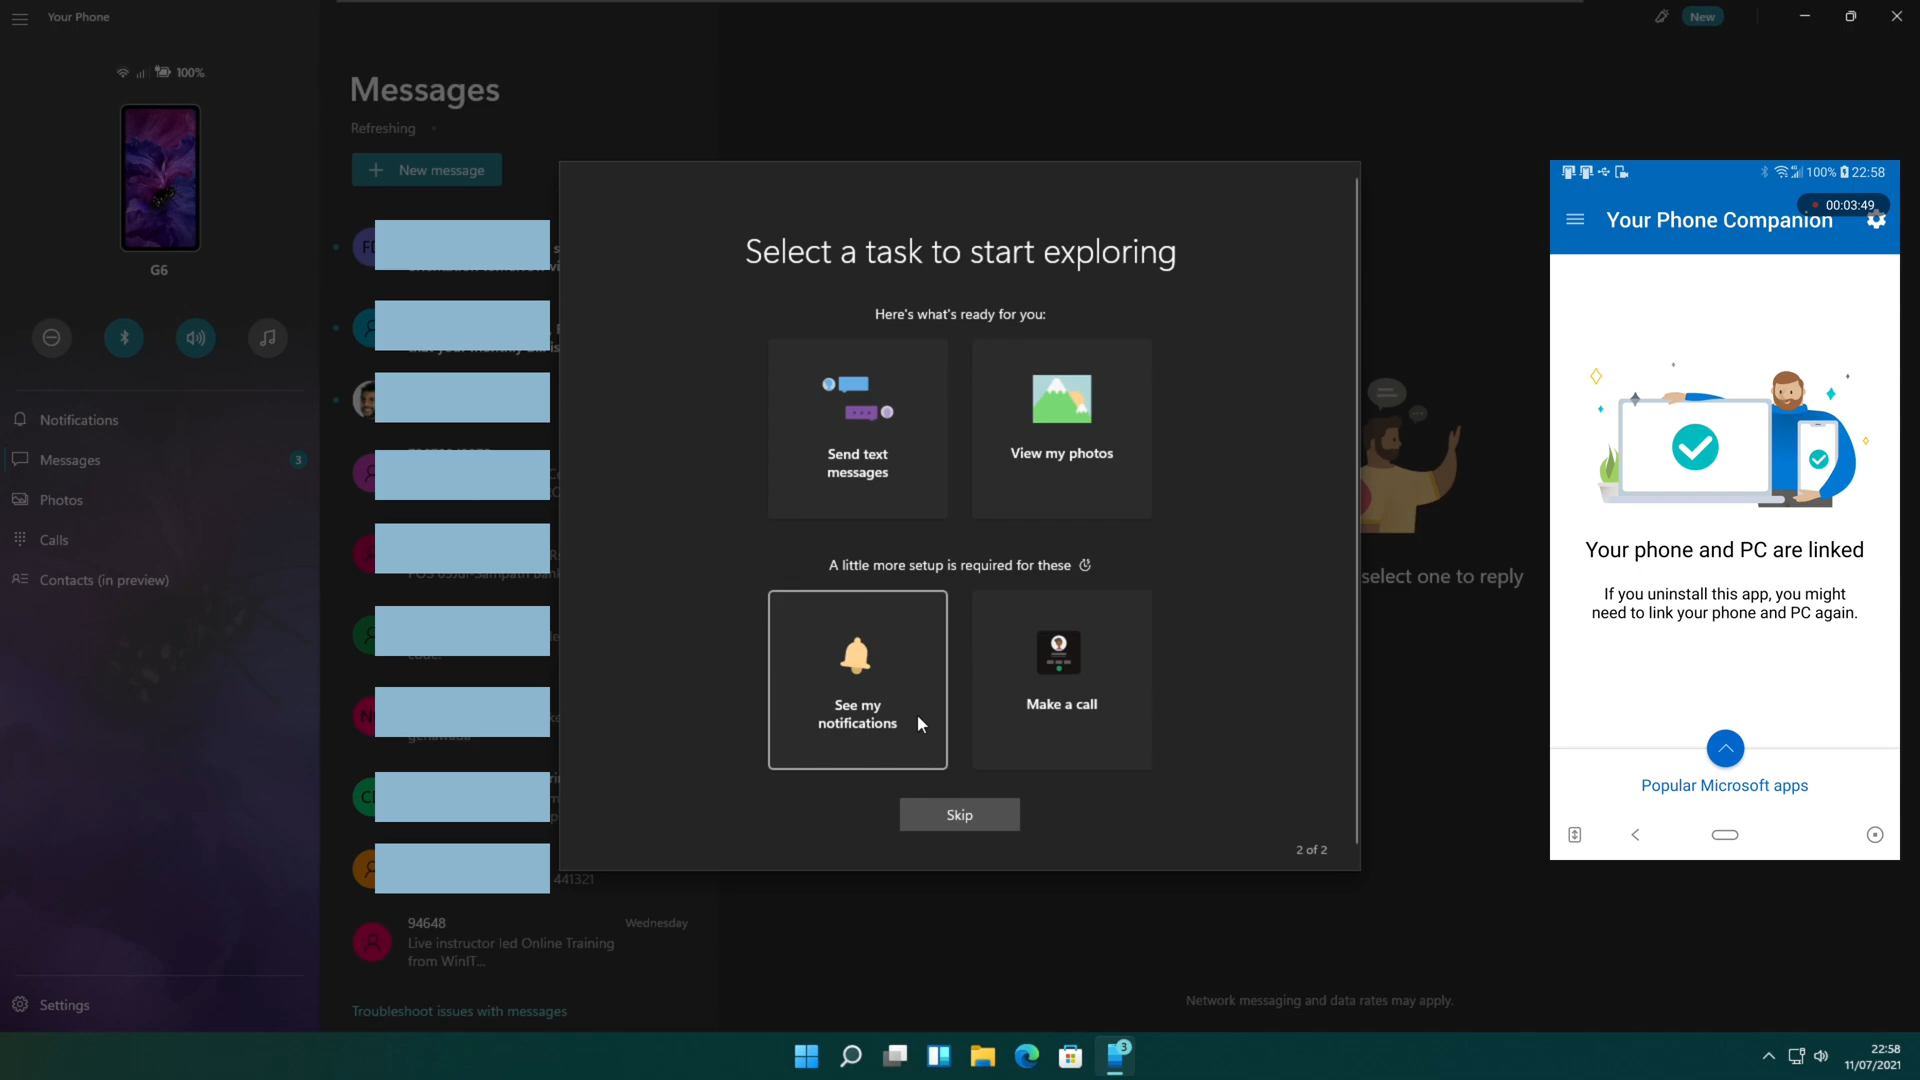 Your Phone
New
100%
G6
Notifications
Messages
3
Photos
Calls
Contacts (in preview)
Settings
Messages
Refreshing
New message
94648
Wednesday
Live instructor led Online Training
from WinIT...
441321
Troubleshoot issues with messages
Select a task to start exploring
Here's what's ready for you:
Send text
messages
View my photos
A little more setup is required for these
See my
notifications
Make a call
Skip
2 of 2
select one to reply
Network messaging and data rates may apply.
100% 22:58
00:03:49
Your Phone Companion
Your phone and PC are linked
If you uninstall this app, you might
need to link your phone and PC again.
Popular Microsoft apps
3
22:58
11/07/2021